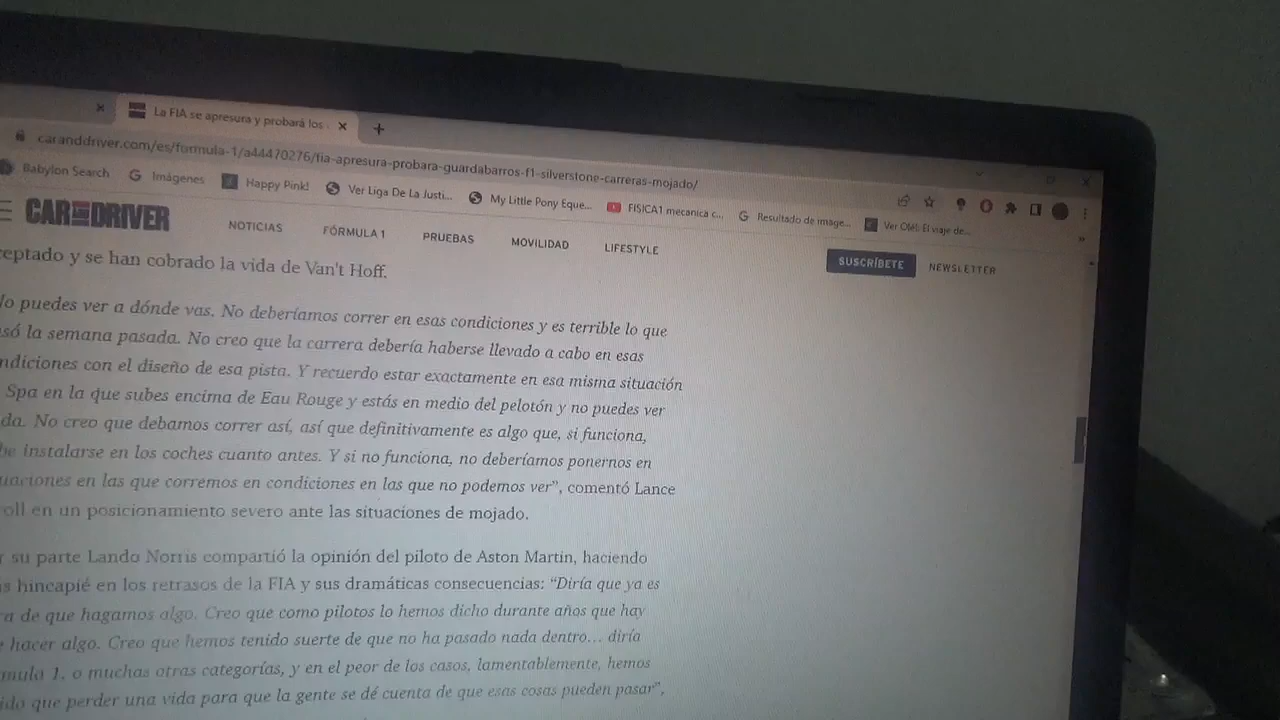 La FIA se apresura y probará los
caranddriver.com/es/formula-1/a44470276/fia-apresura-probara-guardabarros-f1-silverstone-carreras-mojado/
Babylon Search G Imágenes Happy Pink! Ver Liga De La Justi... My Little Pony Eque... FISICA1 mecanica c... G Resultado de image... Ver Olé!: El viaje de... »
CAR AND DRIVER NOTICIAS FÓRMULA 1 PRUEBAS MOVILIDAD LIFESTYLE SUSCRÍBETE NEWSLETTER
ceptado y se han cobrado la vida de Van't Hoff.
No puedes ver a dónde vas. No deberíamos correr en esas condiciones y es terrible lo que
só la semana pasada. No creo que la carrera debería haberse llevado a cabo en esas
ndiciones con el diseño de esa pista. Y recuerdo estar exactamente en esa misma situación
Spa en la que subes encima de Eau Rouge y estás en medio del pelotón y no puedes ver
da. No creo que debamos correr así, así que definitivamente es algo que, si funciona,
be instalarse en los coches cuanto antes. Y si no funciona, no deberíamos ponernos en
uaciones en las que corremos en condiciones en las que no podemos ver”, comentó Lance
oll en un posicionamiento severo ante las situaciones de mojado.
r su parte Lando Norris compartió la opinión del piloto de Aston Martin, haciendo
s hincapié en los retrasos de la FIA y sus dramáticas consecuencias: “Diría que ya es
ra de que hagamos algo. Creo que como pilotos lo hemos dicho durante años que hay
e hacer algo. Creo que hemos tenido suerte de que no ha pasado nada dentro... diría
mula 1, o muchas otras categorías, y en el peor de los casos, lamentablemente, hemos
ido que perder una vida para que la gente se dé cuenta de que esas cosas pueden pasar”,